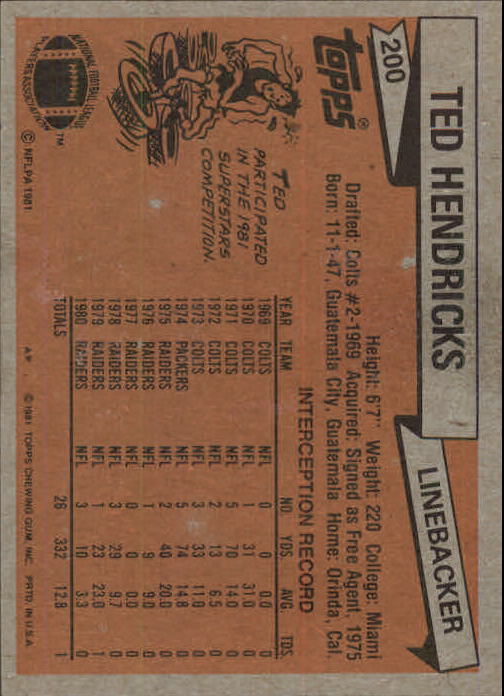 200
topps®
TED HENDRICKS
LINEBACKER
Height: 6'7" Weight: 220 College: Miami
Drafted: Colts #2-1969 Acquired: Signed as Free Agent, 1975
Born: 11-1-47, Guatemala City, Guatemala Home: Orinda, Cal.
INTERCEPTION RECORD
YEAR TEAM NO. YDS. AVG. TDS.
1969 COLTS NFL 0 0 0.0 0
1970 COLTS NFL 1 31 31.0 0
1971 COLTS NFL 5 70 14.0 0
1972 COLTS NFL 2 13 6.5 0
1973 COLTS NFL 3 33 11.0 0
1974 PACKERS NFL 5 74 14.8 0
1975 RAIDERS NFL 2 40 20.0 0
1976 RAIDERS NFL 1 9 9.0 0
1977 RAIDERS NFL 0 0 0.0 0
1978 RAIDERS NFL 3 29 9.7 0
1979 RAIDERS NFL 1 23 23.0 1
1980 RAIDERS NFL 3 10 3.3 0
TOTALS 26 332 12.8 1
TED
PARTICIPATED
IN THE 1981
SUPERSTARS
COMPETITION.
NATIONAL FOOTBALL LEAGUE
PLAYERS ASSOCIATION
TM
© NFLPA 1981
© 1981 TOPPS CHEWING GUM, INC. PRTD. IN U.S.A.